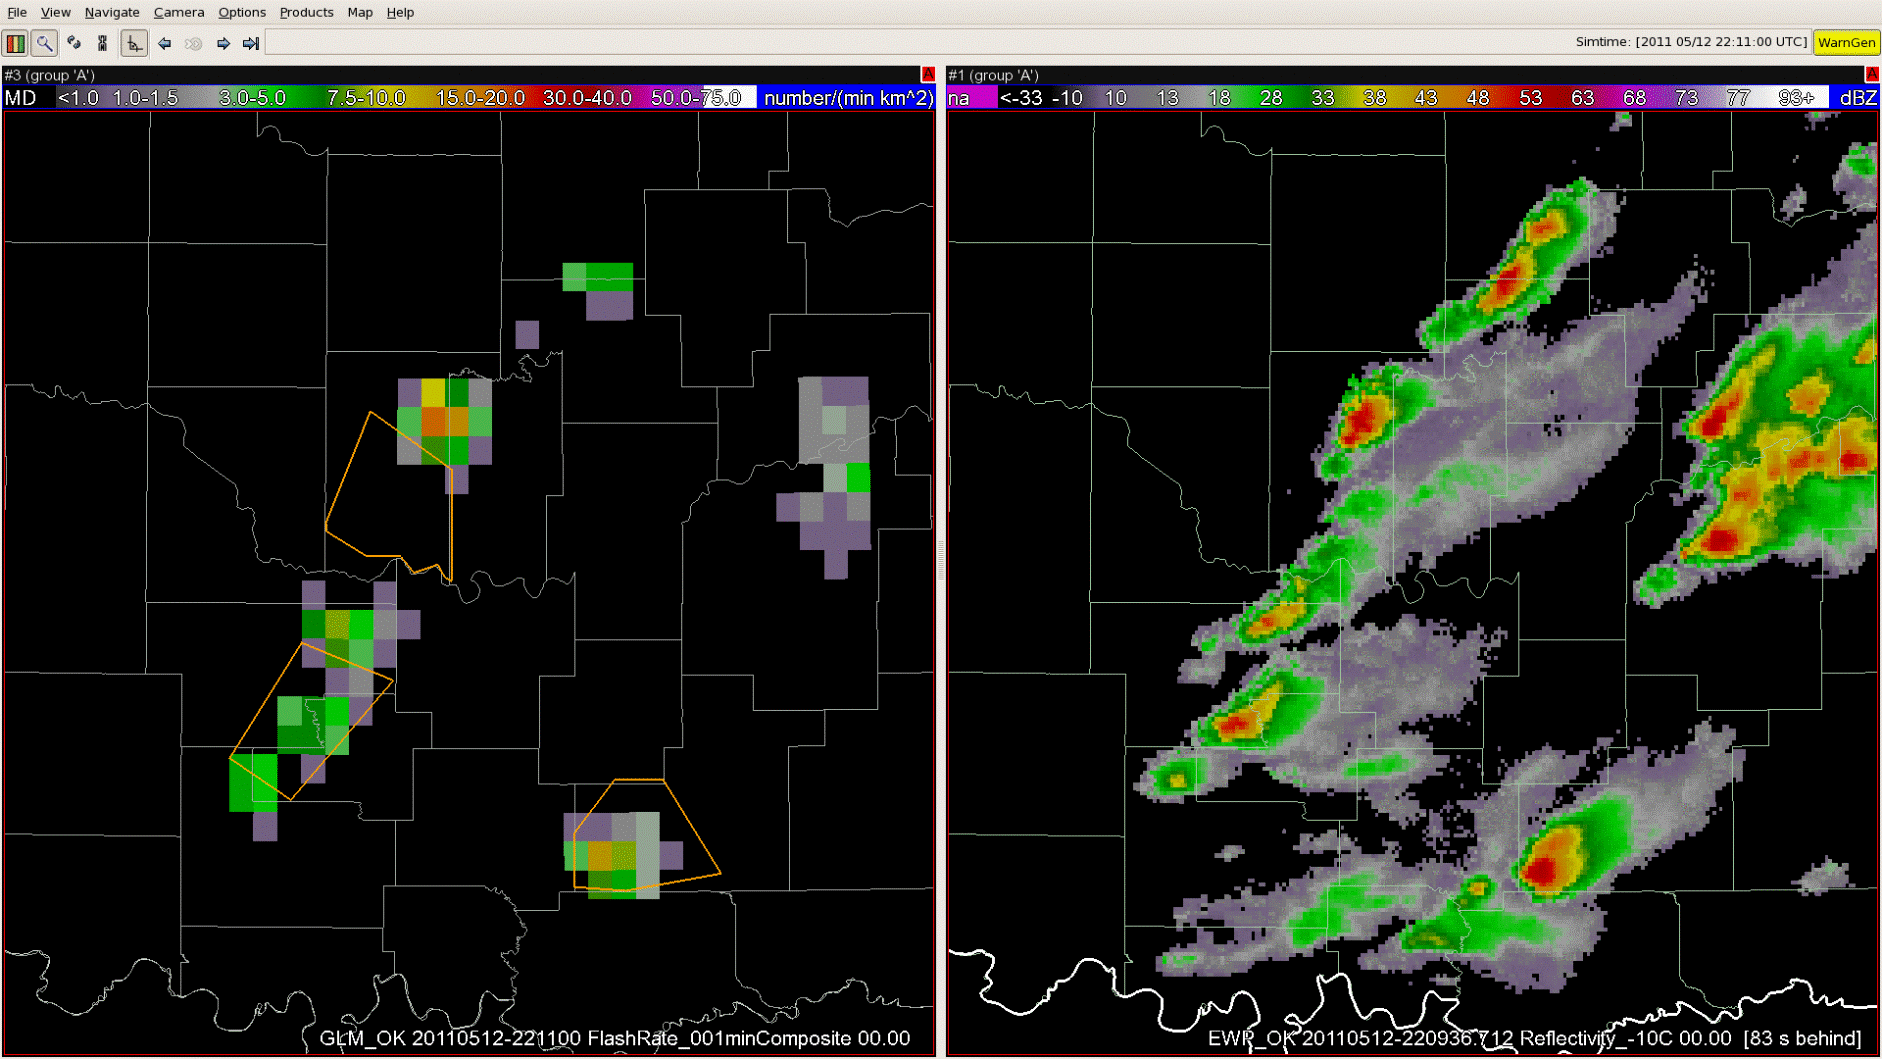 File View Navigate Camera Options Products Map Help
Simtime: [2011 05/12 22:11:00 UTC] WarnGen
#3 (group 'A') A
MD <1.0 1.0-1.5 3.0-5.0 7.5-10.0 15.0-20.0 30.0-40.0 50.0-75.0 number/(min km^2)
GLM_OK 20110512-221100 FlashRate_001minComposite 00.00
#1 (group 'A') A
na <-33 -10 10 13 18 28 33 38 43 48 53 63 68 73 77 93+ dBZ
EWP_OK 20110512-220936.712 Reflectivity_-10C 00.00 [83 s behind]